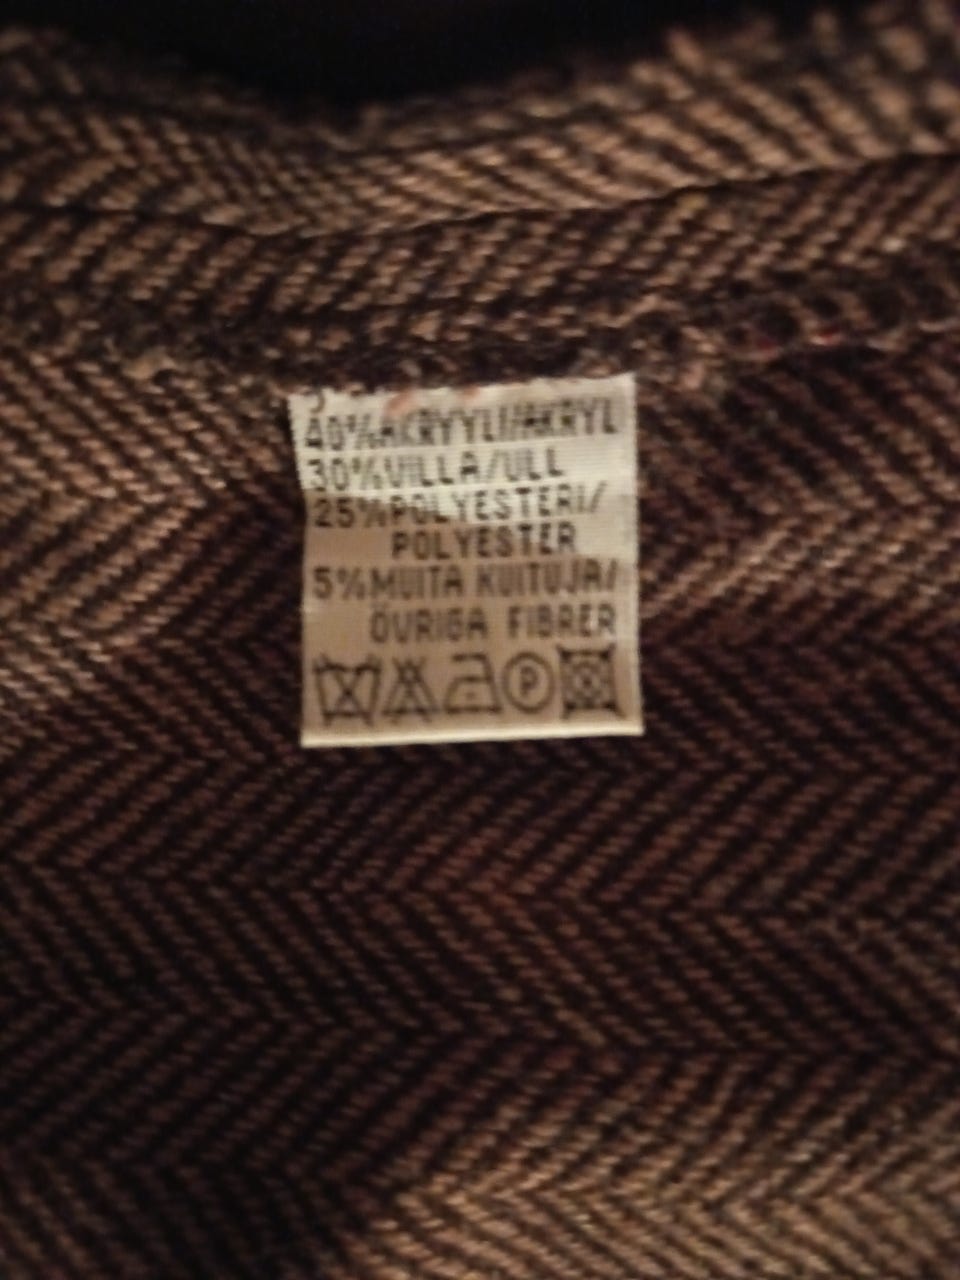 40%AKRYYLI/AKRYL
30%VILLA/ULL
25%POLYESTERI/
POLYESTER
5%MUITA KUITUJA/
ÖVRIGA FIBRER
P